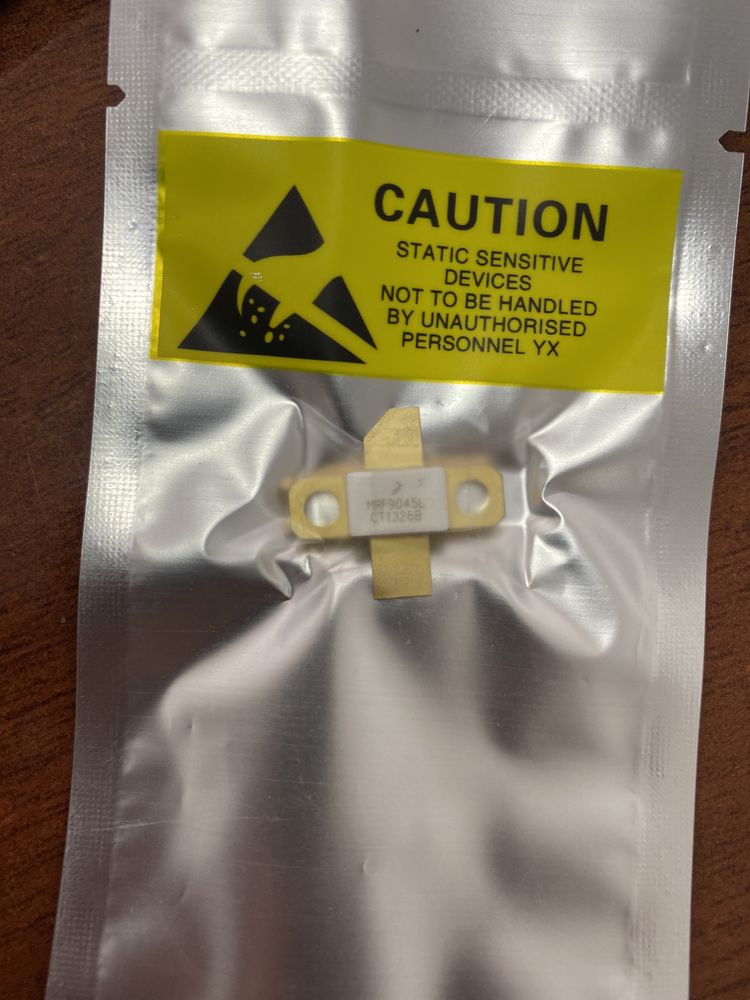 CAUTION
STATIC SENSITIVE
DEVICES
NOT TO BE HANDLED
BY UNAUTHORISED
PERSONNEL YX
MRF9045L
CT1326B